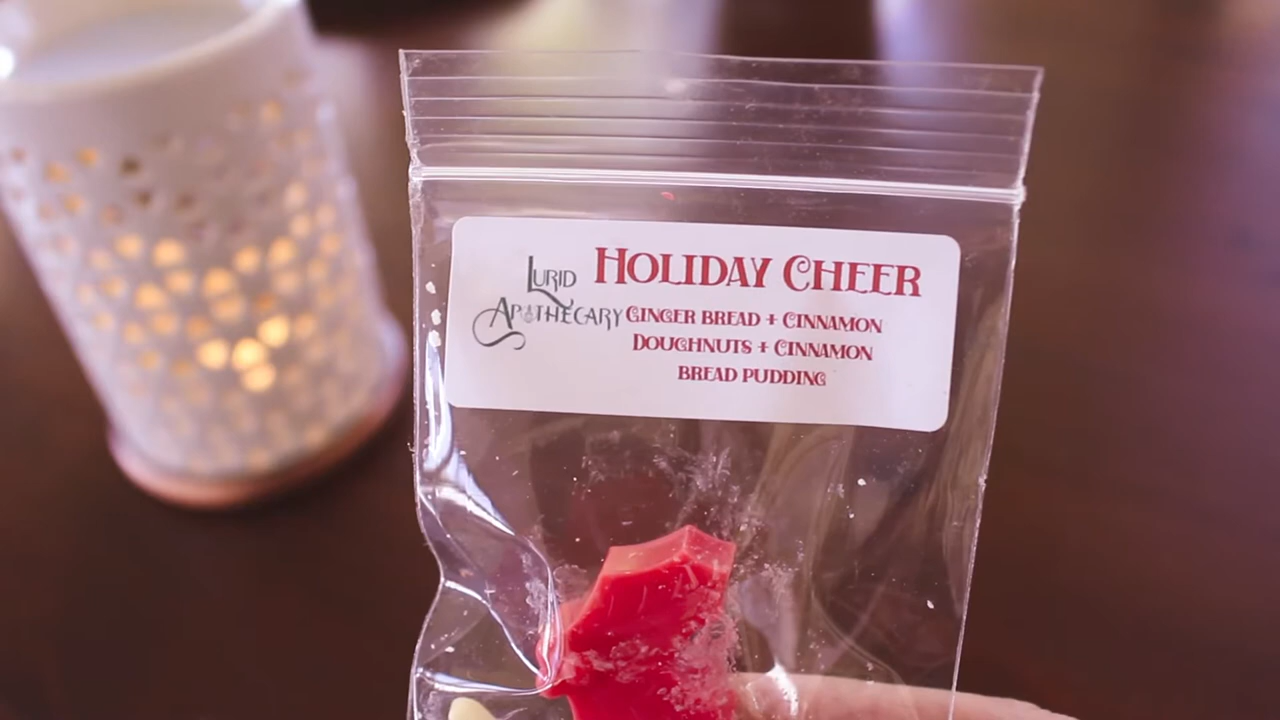 Lurid
Apothecary
Holiday Cheer
Ginger bread + Cinnamon
Doughnuts + Cinnamon
bread pudding